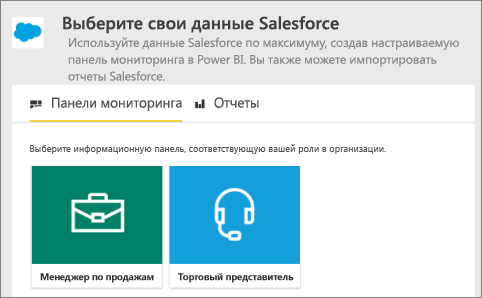 Выберите свои данные Salesforce
Используйте данные Salesforce по максимуму, создав настраиваемую
панель мониторинга в Power BI. Вы также можете импортировать
отчеты Salesforce.
Панели мониторинга Отчеты
Выберите информационную панель, соответствующую вашей роли в организации.
Менеджер по продажам Торговый представитель